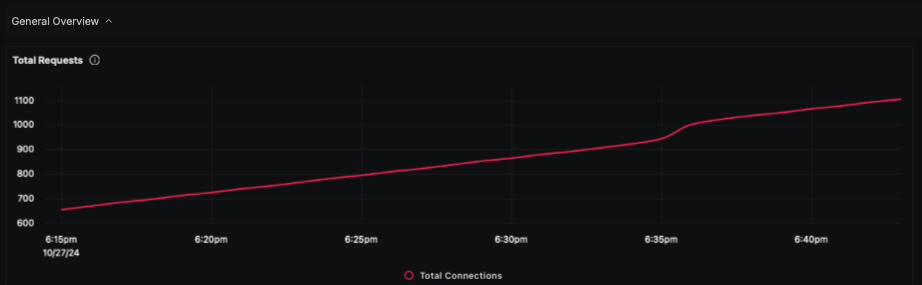 General Overview
Total Requests
1100
1000
900
800
700
600
6:15pm 6:20pm 6:25pm 6:30pm 6:35pm 6:40pm
10/27/24
Total Connections